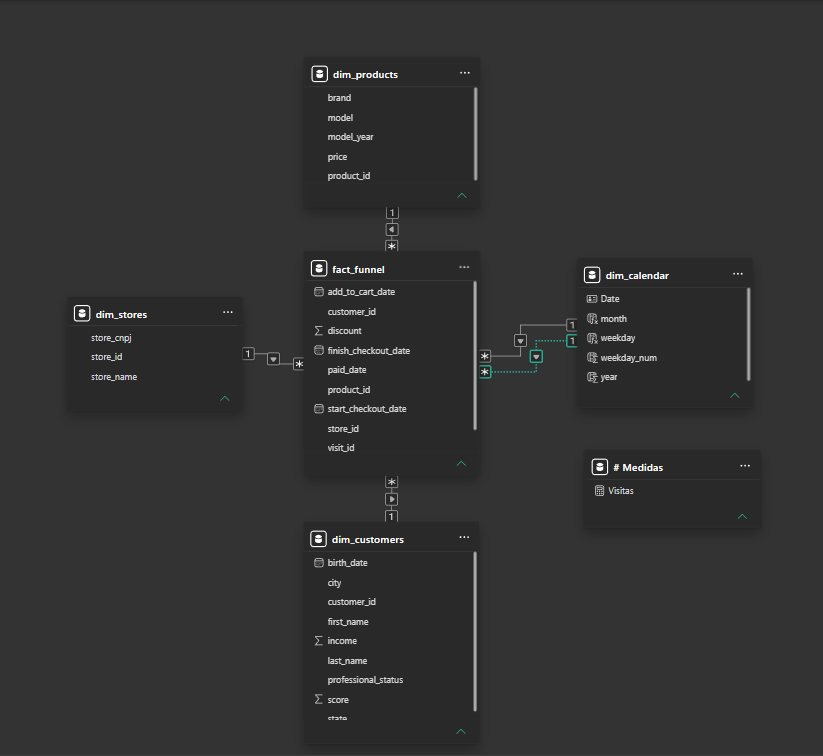 dim_products
brand
model
model_year
price
product_id
1
*
fact_funnel
add_to_cart_date
customer_id
discount
finish_checkout_date
paid_date
product_id
start_checkout_date
store_id
visit_id
dim_stores
store_cnpj
store_id
store_name
1
*
dim_calendar
Date
month
weekday
weekday_num
year
1
1
*
*
# Medidas
Visitas
*
1
dim_customers
birth_date
city
customer_id
first_name
income
last_name
professional_status
score
state